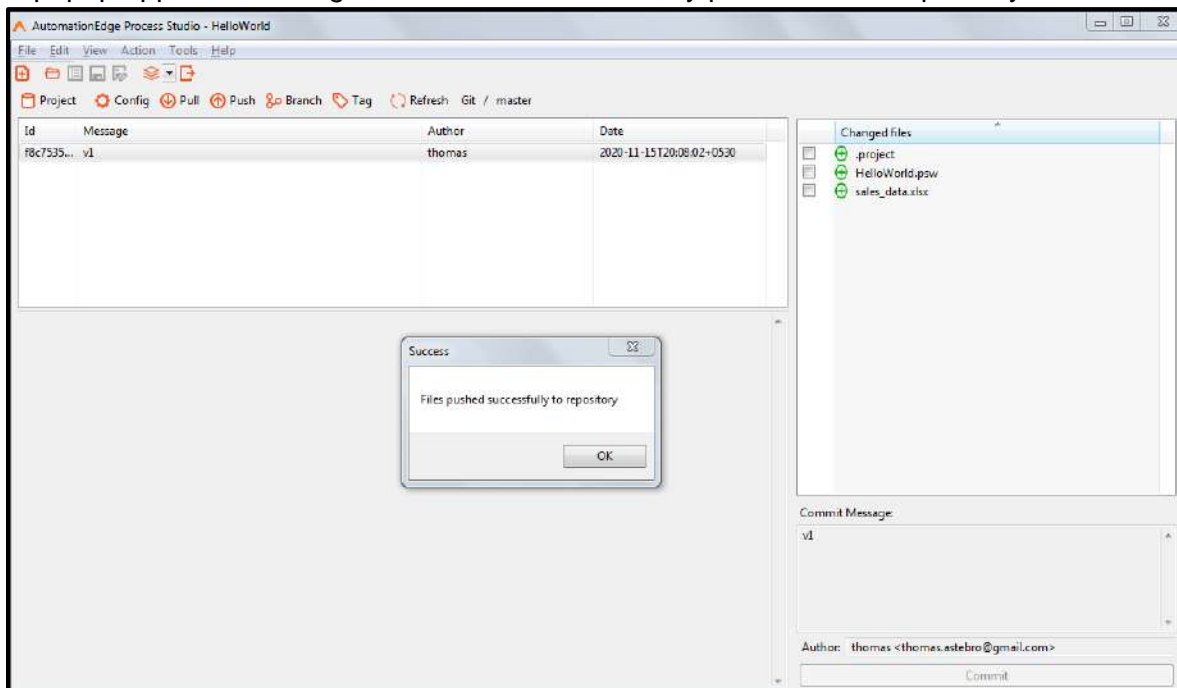 AutomationEdge Process Studio - HelloWorld
File Edit View Action Tools Help
Project Config Pull Push Branch Tag Refresh Git / master
Id Message Author Date
f8c7535... v1 thomas 2020-11-15T20:08:02+0530
Changed files
.project
HelloWorld.psw
sales_data.xlsx
Success
Files pushed successfully to repository
OK
Commit Message:
v1
Author: thomas <thomas.astebro@gmail.com>
Commit